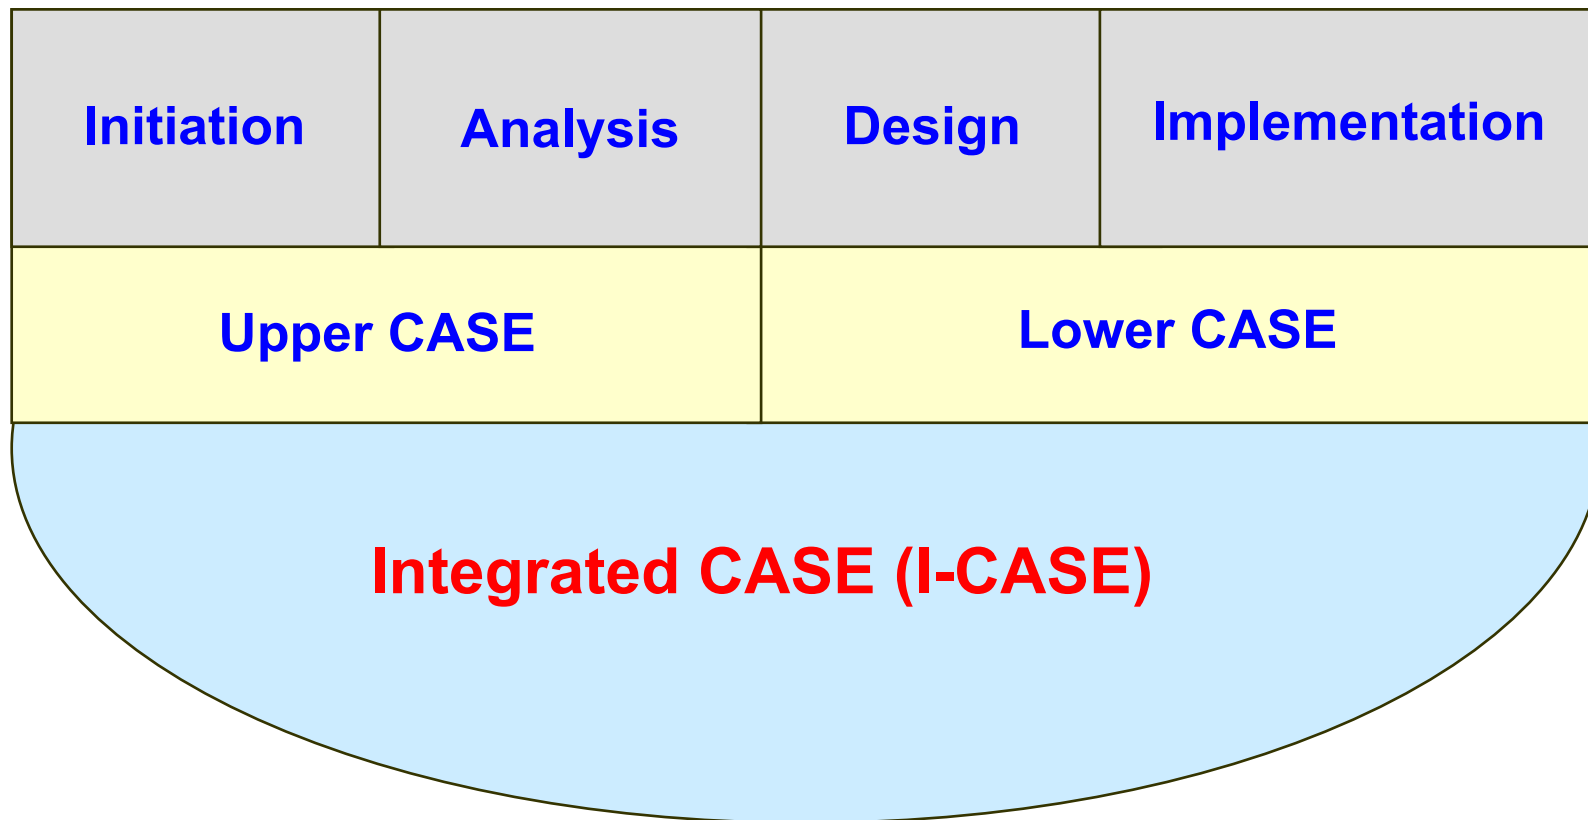 Initiation
Analysis
Design
Implementation
Upper CASE
Lower CASE
Integrated CASE (I-CASE)